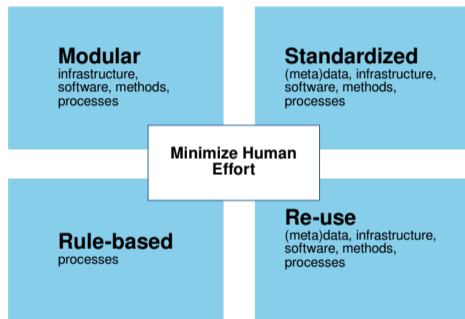 Modular
infrastructure,
software, methods,
processes
Standardized
(meta)data, infrastructure,
software, methods,
processes
Minimize Human
Effort
Rule-based
processes
Re-use
(meta)data, infrastructure,
software, methods,
processes